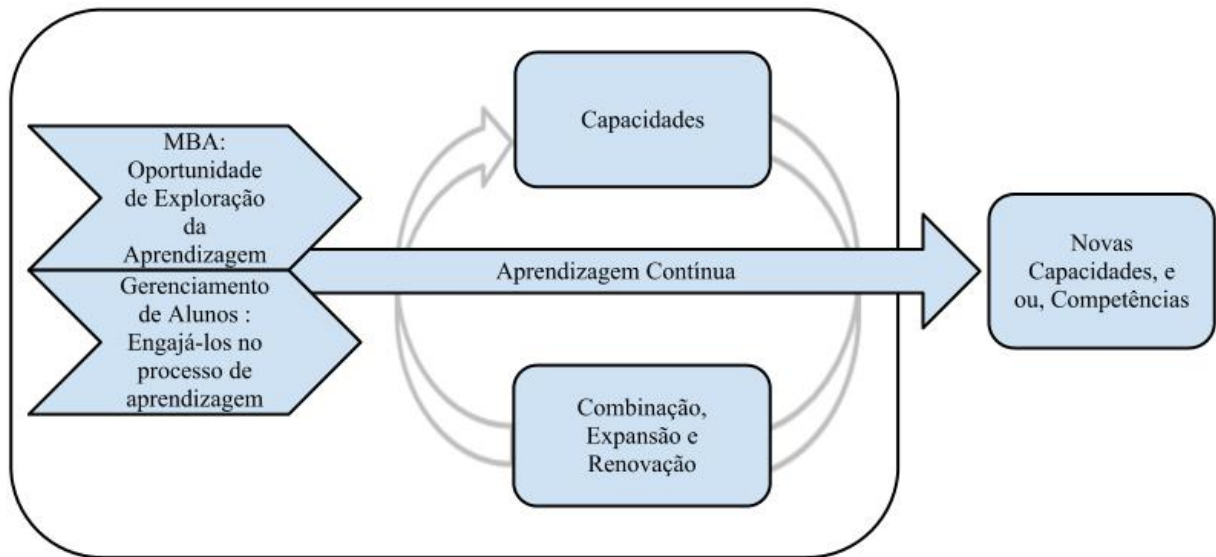 MBA:
Oportunidade
de Exploração
da
Aprendizagem
Gerenciamento
de Alunos :
Engajá-los no
processo de
aprendizagem
Capacidades
Aprendizagem Contínua
Combinação,
Expansão e
Renovação
Novas
Capacidades, e
ou, Competências